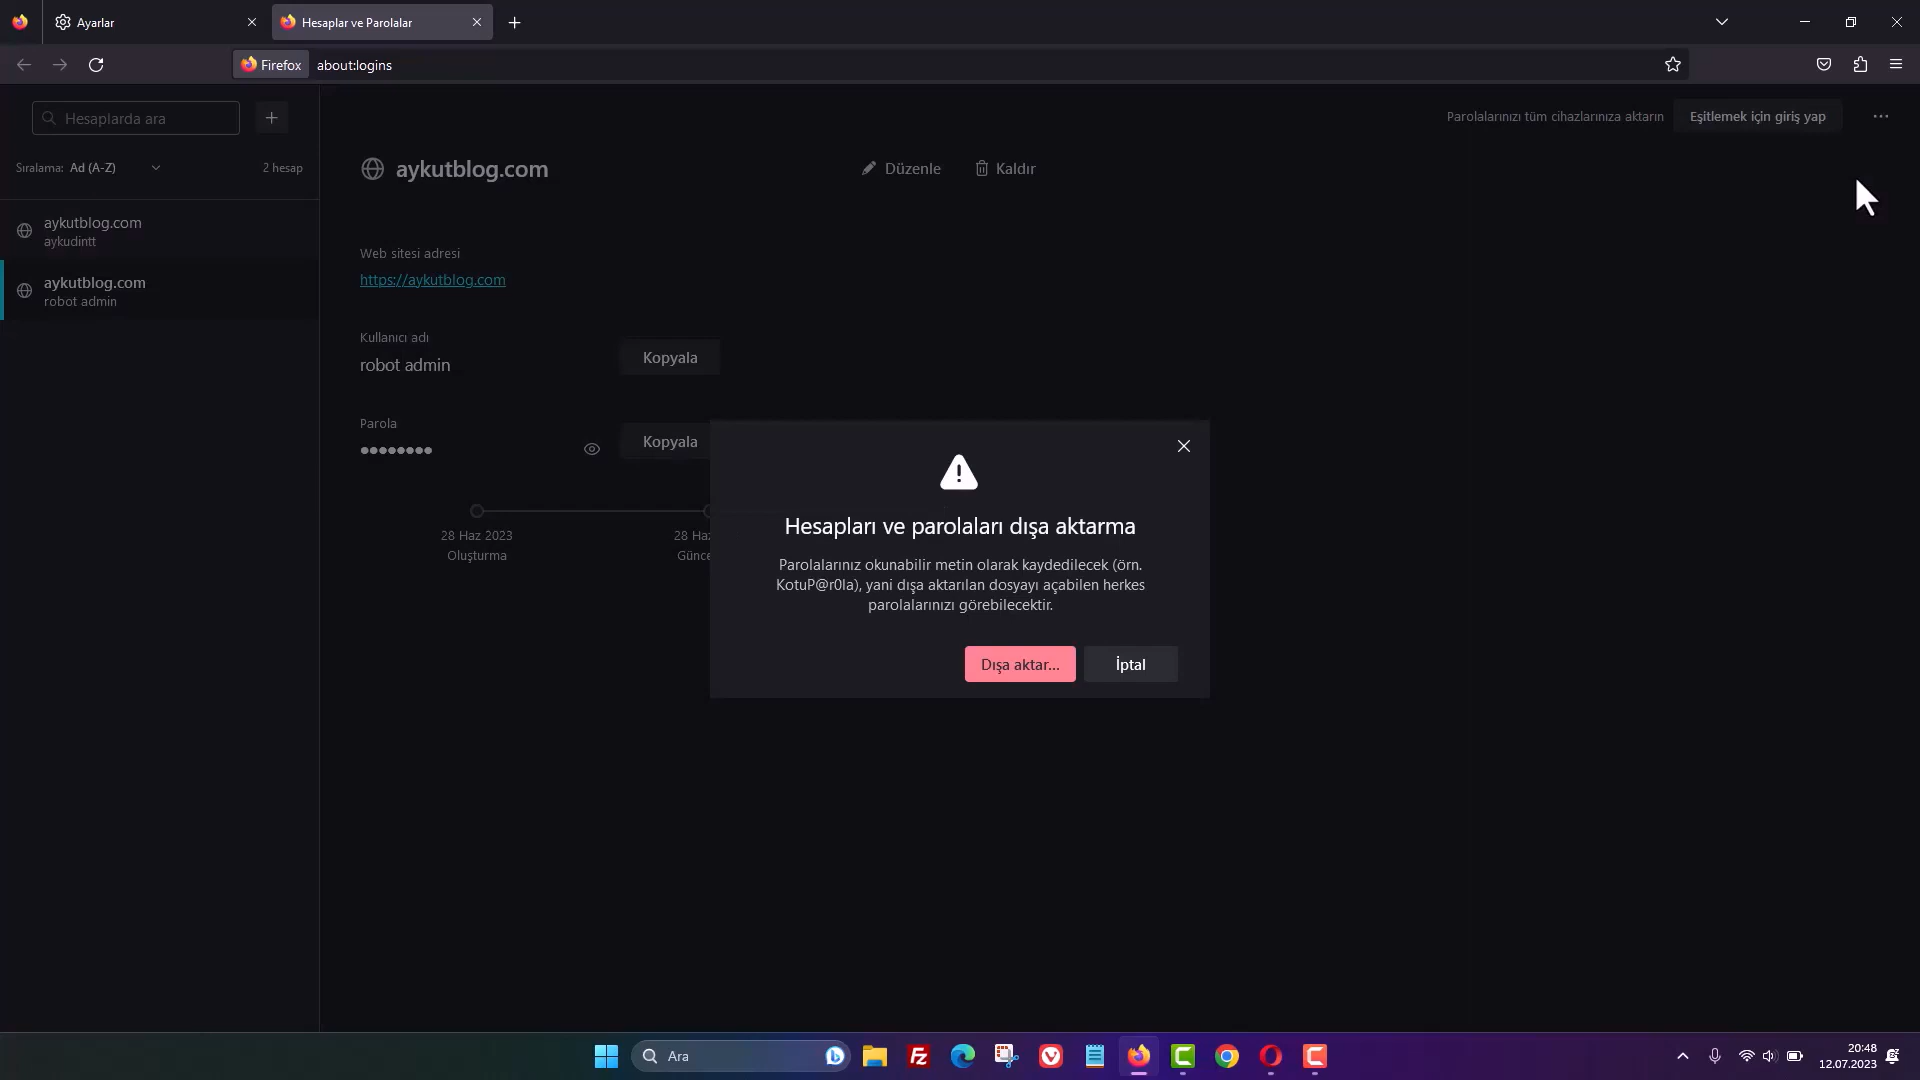 Ayarlar
Hesaplar ve Parolalar
Firefox
about:logins
Hesaplarda ara
Parolalarınızı tüm cihazlarınıza aktarın
Eşitlemek için giriş yap
Sıralama: Ad (A-Z)
2 hesap
aykutblog.com
Düzenle
Kaldır
aykutblog.com
aykudintt
aykutblog.com
robot admin
Web sitesi adresi
https://aykutblog.com
Kullanıcı adı
robot admin
Kopyala
Parola
Kopyala
28 Haz 2023
Oluşturma
28 Haz
Günce
Hesapları ve parolaları dışa aktarma
Parolalarınız okunabilir metin olarak kaydedilecek (örn.
KotuP@r0la), yani dışa aktarılan dosyayı açabilen herkes
parolalarınızı görebilecektir.
Dışa aktar...
İptal
Ara
20:48
12.07.2023